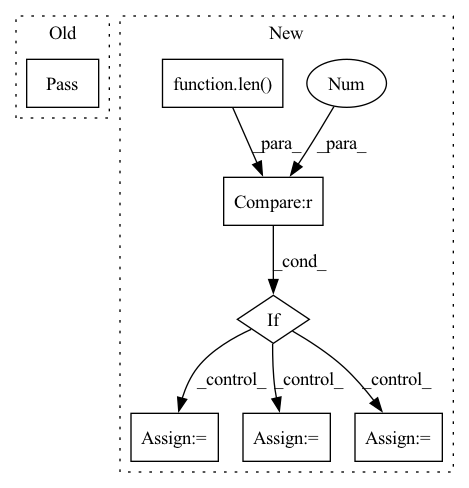 Old
New
Pass
function.len()
Num
_para_
_para_
Compare:r
_cond_
If
_control_
_control_
_control_
Assign:=
Assign:=
Assign:=